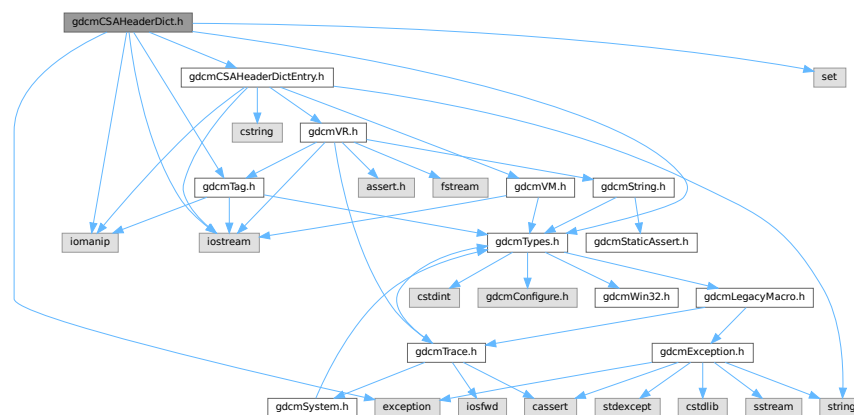 gdcmCSAHeaderDict.h
gdcmCSAHeaderDictEntry.h
set
cstring
gdcmVR.h
gdcmTag.h
assert.h
fstream
gdcmVM.h
gdcmString.h
iomanip
iostream
gdcmTypes.h
gdcmStaticAssert.h
cstdint
gdcmConfigure.h
gdcmWin32.h
gdcmLegacyMacro.h
gdcmTrace.h
gdcmException.h
gdcmSystem.h
exception
iosfwd
cassert
stdexcept
cstdlib
sstream
string